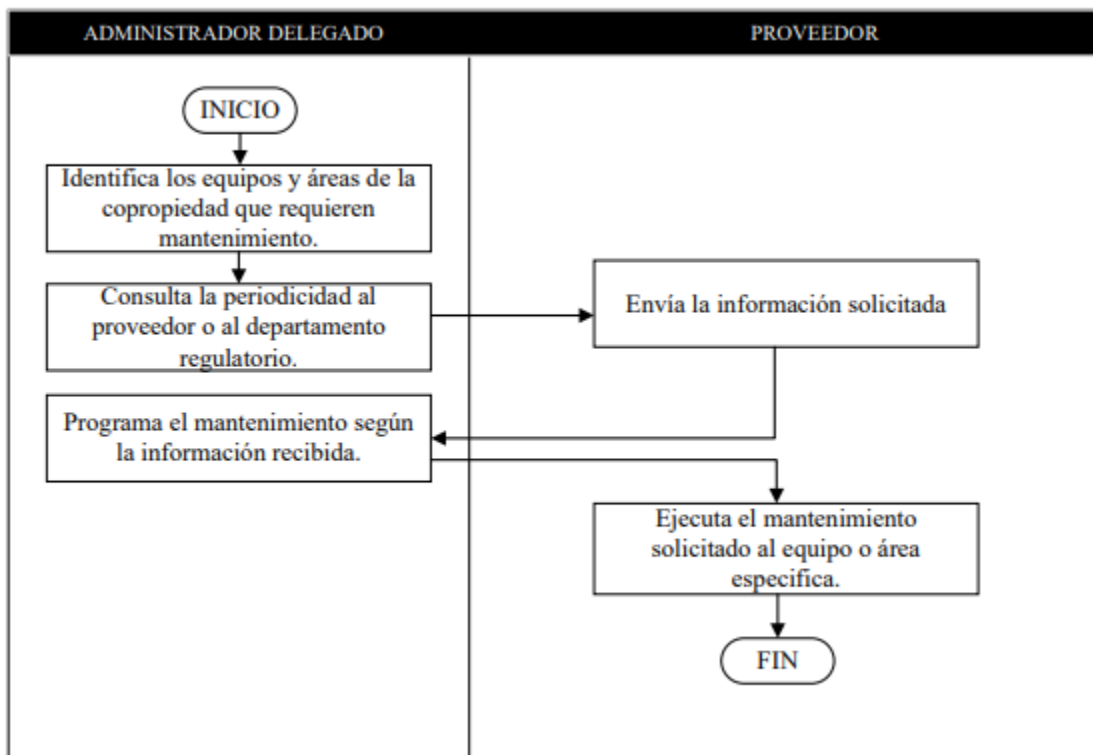 ADMINISTRADOR DELEGADO
PROVEEDOR
INICIO
Identifica los equipos y áreas de la
copropiedad que requieren
mantenimiento.
Consulta la periodicidad al
proveedor o al departamento
regulatorio.
Envía la información solicitada
Programa el mantenimiento según
la información recibida.
Ejecuta el mantenimiento
solicitado al equipo o área
especifica.
FIN